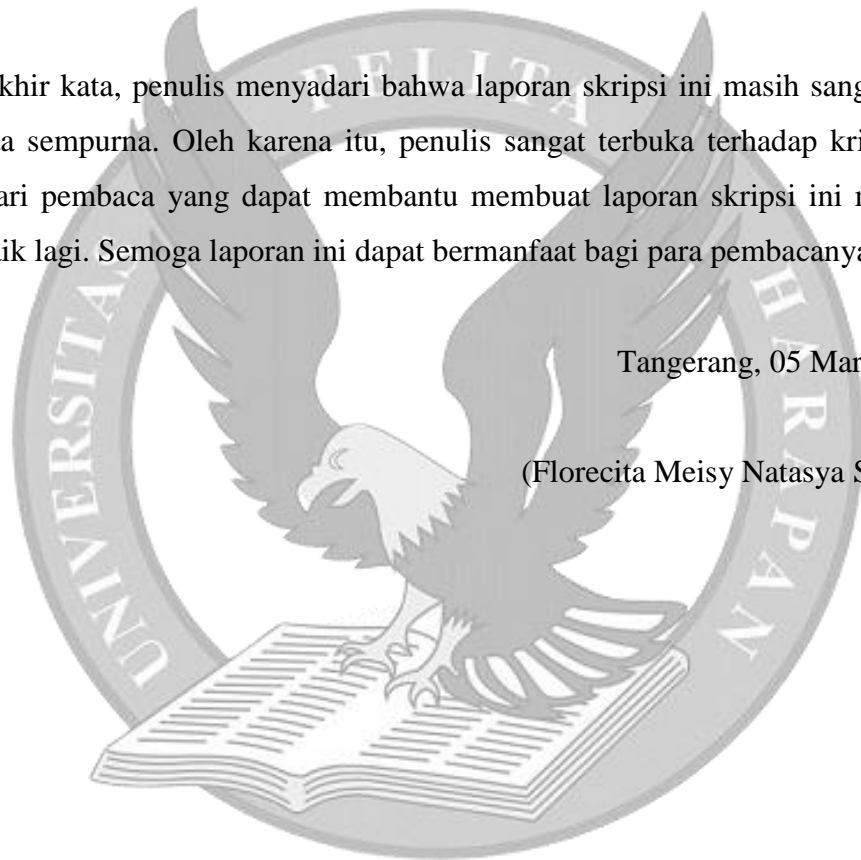 khir kata, penulis menyadari bahwa laporan skripsi ini masih sang
ta sempurna. Oleh karena itu, penulis sangat terbuka terhadap kri
ari pembaca yang dapat membantu membuat laporan skripsi ini
ik lagi. Semoga laporan ini dapat bermanfaat bagi para pembacanya
Tangerang, 05 Mar
(Florecita Meisy Natasya S
UNIVERSITAS PELITA HARAPAN